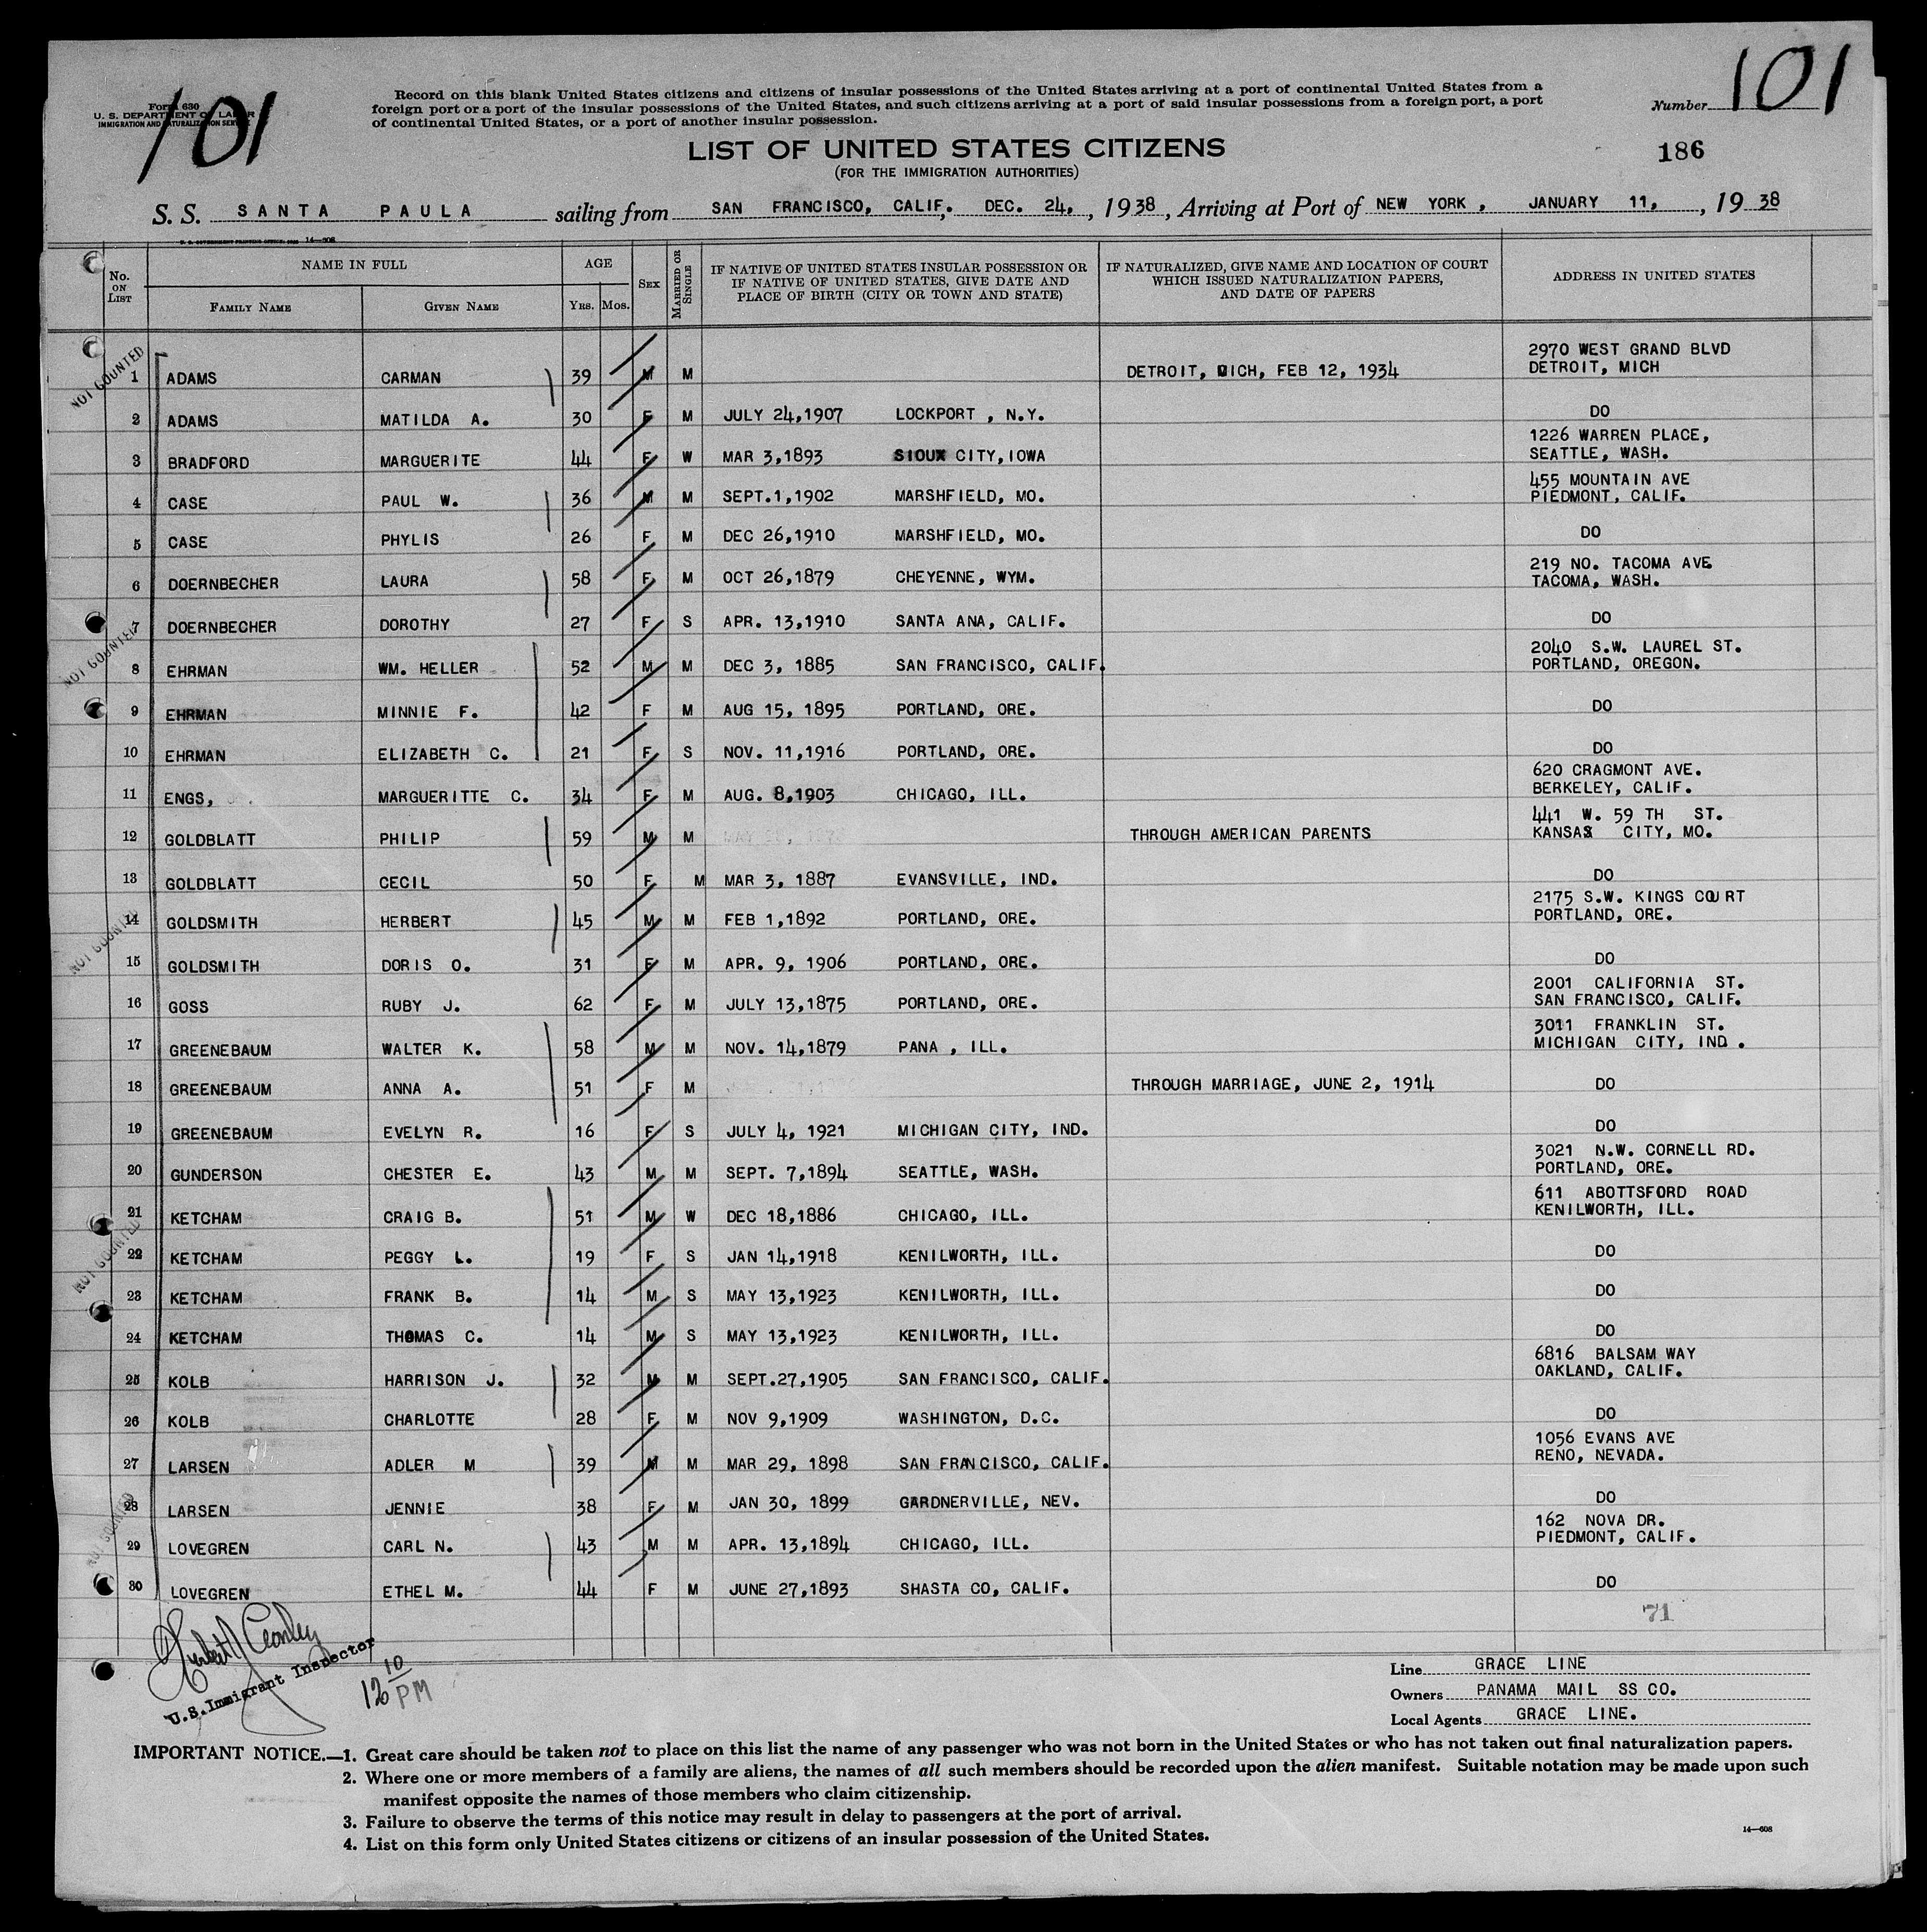 101
Form 630
U. S. DEPARTMENT OF LABOR
IMMIGRATION AND NATURALIZATION SERVICE
Record on this blank United States citizens and citizens of insular possessions of the United States arriving at a port of continental United States from a
foreign port or a port of the insular possessions of the United States, and such citizens arriving at a port of said insular possessions from a foreign port, a port
of continental United States, or a port of another insular possession.
Number 101
LIST OF UNITED STATES CITIZENS
(FOR THE IMMIGRATION AUTHORITIES)
186
S. S. SANTA PAULA sailing from SAN FRANCISCO, CALIF. DEC. 24, , 1938 , Arriving at Port of NEW YORK , JANUARY 11, , 19 38
14—608
No. ON LIST NAME IN FULL AGE SEX MARRIED OR SINGLE IF NATIVE OF UNITED STATES INSULAR POSSESSION OR IF NATIVE OF UNITED STATES, GIVE DATE AND PLACE OF BIRTH (CITY OR TOWN AND STATE) IF NATURALIZED, GIVE NAME AND LOCATION OF COURT WHICH ISSUED NATURALIZATION PAPERS, AND DATE OF PAPERS ADDRESS IN UNITED STATES
FAMILY NAME GIVEN NAME YRS. MOS.
NOT COUNTED
1 ADAMS CARMAN 39 M M DETROIT, MICH, FEB 12, 1934 2970 WEST GRAND BLVD DETROIT, MICH
2 ADAMS MATILDA A. 30 F M JULY 24,1907 LOCKPORT , N.Y. DO
3 BRADFORD MARGUERITE 44 F W MAR 3,1893 SIOUX CITY,IOWA 1226 WARREN PLACE, SEATTLE, WASH.
4 CASE PAUL W. 36 M M SEPT.1,1902 MARSHFIELD, MO. 455 MOUNTAIN AVE PIEDMONT, CALIF.
5 CASE PHYLIS 26 F M DEC 26,1910 MARSHFIELD, MO. DO
6 DOERNBECHER LAURA 58 F M OCT 26,1879 CHEYENNE, WYM. 219 NO. TACOMA AVE TACOMA, WASH.
7 DOERNBECHER DOROTHY 27 F S APR. 13,1910 SANTA ANA, CALIF. DO
NOT COUNTED
8 EHRMAN WM. HELLER 52 M M DEC 3, 1885 SAN FRANCISCO, CALIF. 2040 S.W. LAUREL ST. PORTLAND, OREGON.
9 EHRMAN MINNIE F. 42 F M AUG 15, 1895 PORTLAND, ORE. DO
10 EHRMAN ELIZABETH C. 21 F S NOV. 11,1916 PORTLAND, ORE. DO
11 ENGS, MARGUERITTE C. 34 F M AUG. 8,1903 CHICAGO, ILL. 620 CRAGMONT AVE. BERKELEY, CALIF.
12 GOLDBLATT PHILIP 59 M M THROUGH AMERICAN PARENTS 441 W. 59 TH ST. KANSAS CITY, MO.
13 GOLDBLATT CECIL 50 F M MAR 3, 1887 EVANSVILLE, IND. DO
14 GOLDSMITH HERBERT 45 M M FEB 1,1892 PORTLAND, ORE. 2175 S.W. KINGS COURT PORTLAND, ORE.
NOT COUNTED
15 GOLDSMITH DORIS O. 31 F M APR. 9, 1906 PORTLAND, ORE. DO
16 GOSS RUBY J. 62 F M JULY 13,1875 PORTLAND, ORE. 2001 CALIFORNIA ST. SAN FRANCISCO, CALIF.
17 GREENEBAUM WALTER K. 58 M M NOV. 14,1879 PANA , ILL. 3011 FRANKLIN ST. MICHIGAN CITY, IND .
18 GREENEBAUM ANNA A. 51 F M THROUGH MARRIAGE, JUNE 2, 1914 DO
19 GREENEBAUM EVELYN R. 16 F S JULY 4, 1921 MICHIGAN CITY, IND. DO
20 GUNDERSON CHESTER E. 43 M M SEPT. 7,1894 SEATTLE, WASH. 3021 N.W. CORNELL RD. PORTLAND, ORE.
21 KETCHAM CRAIG B. 51 M W DEC 18,1886 CHICAGO, ILL. 611 ABOTTSFORD ROAD KENILWORTH, ILL.
NOT COUNTED
22 KETCHAM PEGGY L. 19 F S JAN 14,1918 KENILWORTH, ILL. DO
23 KETCHAM FRANK B. 14 M S MAY 13,1923 KENILWORTH, ILL. DO
24 KETCHAM THOMAS C. 14 M S MAY 13,1923 KENILWORTH, ILL. DO
25 KOLB HARRISON J. 32 M M SEPT.27,1905 SAN FRANCISCO, CALIF. 6816 BALSAM WAY OAKLAND, CALIF.
26 KOLB CHARLOTTE 28 F M NOV 9,1909 WASHINGTON, D.C. DO
27 LARSEN ADLER M 39 M M MAR 29, 1898 SAN FRANCISCO, CALIF. 1056 EVANS AVE RENO, NEVADA.
28 LARSEN JENNIE 38 F M JAN 30, 1899 GARDNERVILLE, NEV. DO
NOT COUNTED
29 LOVEGREN CARL N. 43 M M APR. 13,1894 CHICAGO, ILL. 162 NOVA DR. PIEDMONT, CALIF.
30 LOVEGREN ETHEL M. 44 F M JUNE 27,1893 SHASTA CO, CALIF. DO
71
U.S. Immigrant Inspector
12 10 PM
Line GRACE LINE
Owners PANAMA MAIL SS CO.
Local Agents GRACE LINE.
IMPORTANT NOTICE.—1. Great care should be taken not to place on this list the name of any passenger who was not born in the United States or who has not taken out final naturalization papers.
2. Where one or more members of a family are aliens, the names of all such members should be recorded upon the alien manifest. Suitable notation may be made upon such
manifest opposite the names of those members who claim citizenship.
3. Failure to observe the terms of this notice may result in delay to passengers at the port of arrival.
4. List on this form only United States citizens or citizens of an insular possession of the United States.
14—608